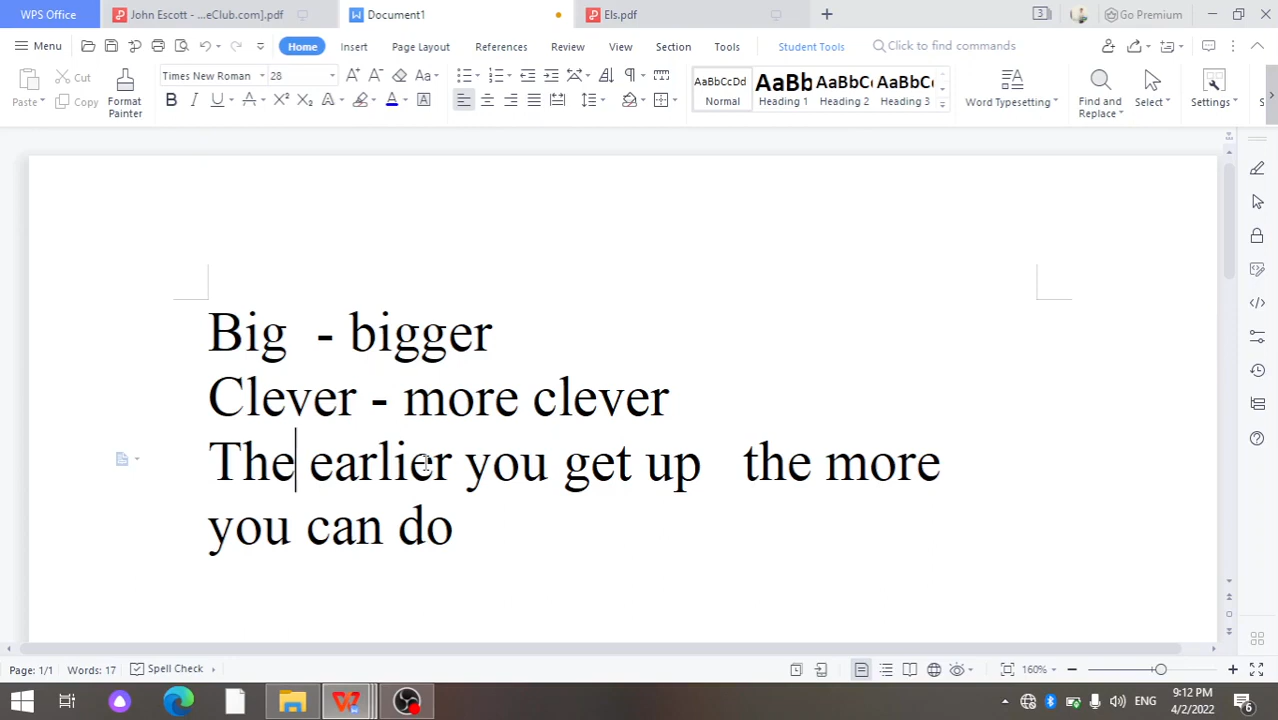 WPS Office
John Escott - ...eClub.com].pdf
Document1
Els.pdf
3
Go Premium
Menu
Home
Insert
Page Layout
References
Review
View
Section
Tools
Student Tools
Click to find commands
Paste
Cut
Copy
Format Painter
Times New Roman
28
AaBbCcDd
Normal
AaBb
Heading 1
AaBbC
Heading 2
AaBbC
Heading 3
Word Typesetting
Find and Replace
Select
Settings
Big - bigger
Clever - more clever
The earlier you get up the more
you can do
Page: 1/1
Words: 17
Spell Check
160%
ENG
9:12 PM
4/2/2022
6